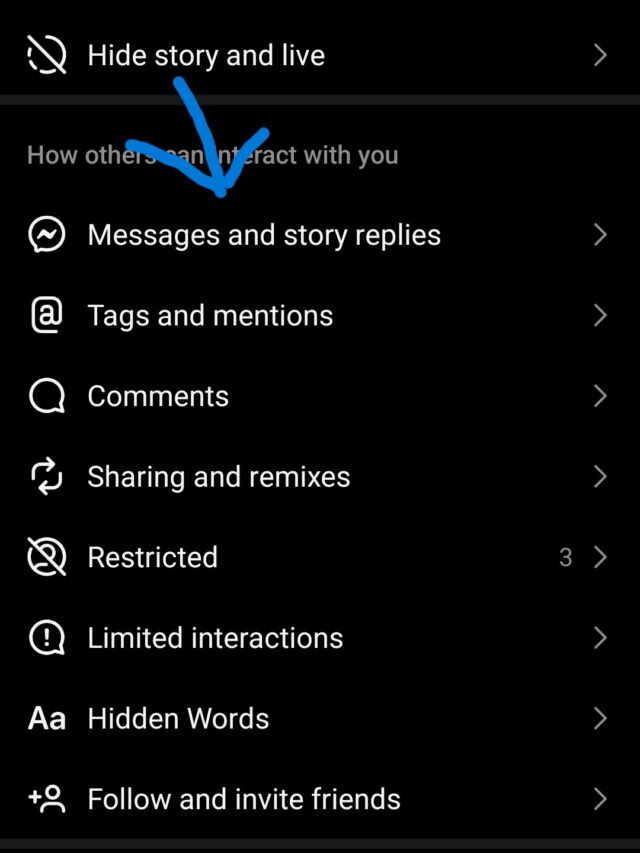 Hide story and live
How others can interact with you
Messages and story replies
Tags and mentions
Comments
Sharing and remixes
Restricted 3
Limited interactions
Aa Hidden Words
Follow and invite friends